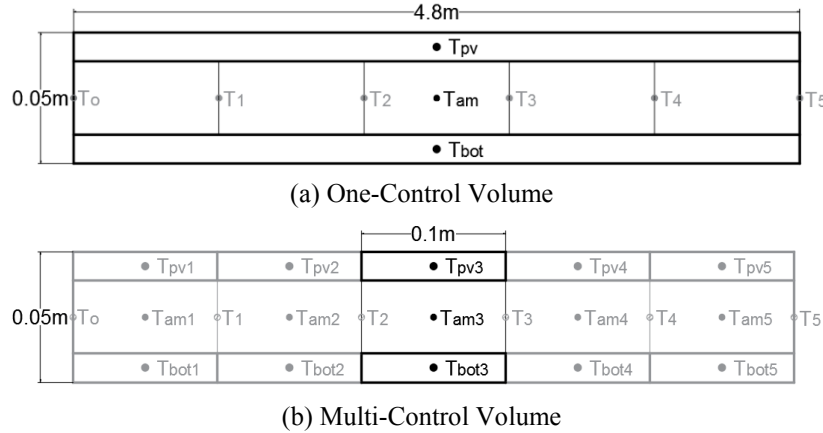 4.8m
Tpv
0.05m
To T1 T2 Tam T3 T4 T5
Tbot
(a) One-Control Volume
0.1m
Tpv1 Tpv2 Tpv3 Tpv4 Tpv5
0.05m
To Tam1 T1 Tam2 T2 Tam3 T3 Tam4 T4 Tam5 T5
Tbot1 Tbot2 Tbot3 Tbot4 Tbot5
(b) Multi-Control Volume